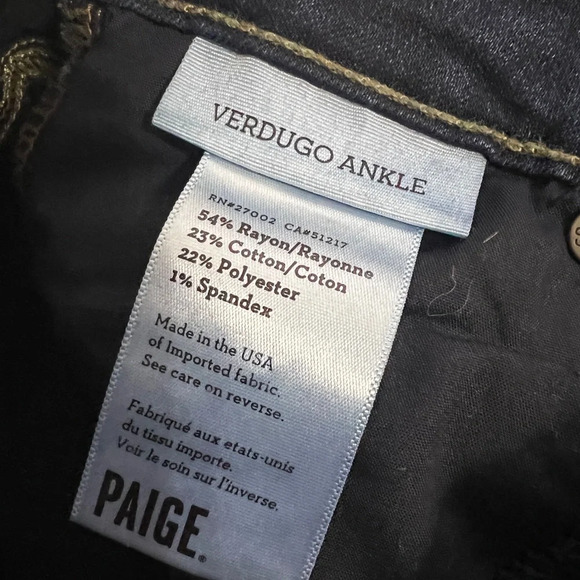 VERDUGO ANKLE
RN#27002 CA#51217
54% Rayon/Rayonne
23% Cotton/Coton
22% Polyester
1% Spandex
Made in the USA
of Imported fabric.
See care on reverse.
Fabriqué aux etats-unis
du tissu importe.
Voir le soin sur l'inverse.
PAIGE®